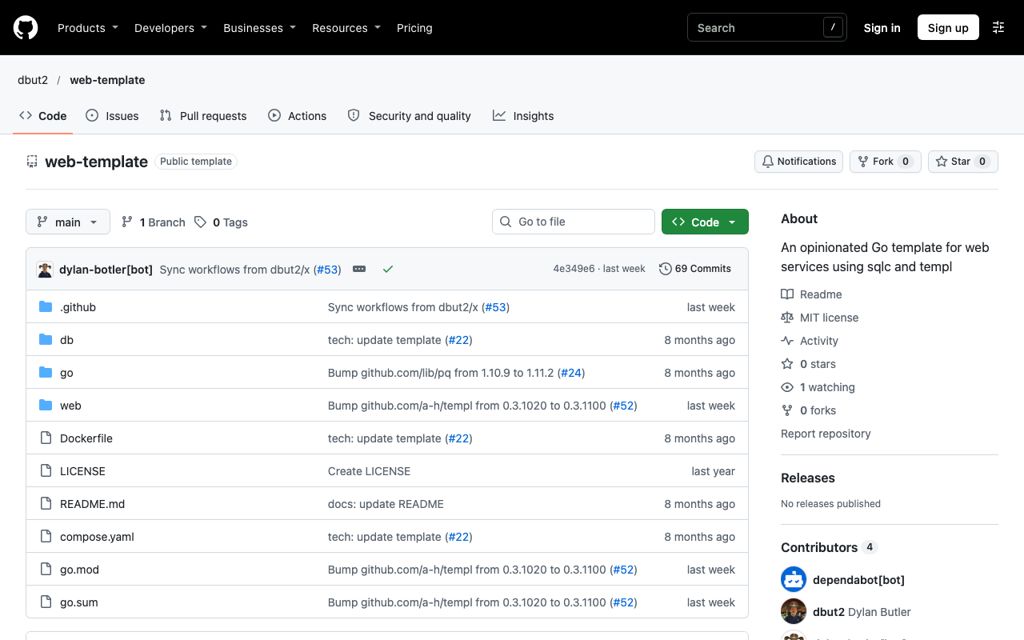 Products Developers Businesses Resources Pricing Search / Sign in Sign up
dbut2 / web-template
Code Issues Pull requests Actions Security and quality Insights
web-template Public template Notifications Fork 0 Star 0
main 1 Branch 0 Tags Go to file Code
dylan-botler[bot] Sync workflows from dbut2/x (#53) 4e349e6 · last week 69 Commits
.github Sync workflows from dbut2/x (#53) last week
db tech: update template (#22) 8 months ago
go Bump github.com/lib/pq from 1.10.9 to 1.11.2 (#24) 8 months ago
web Bump github.com/a-h/templ from 0.3.1020 to 0.3.1100 (#52) last week
Dockerfile tech: update template (#22) 8 months ago
LICENSE Create LICENSE last year
README.md docs: update README 8 months ago
compose.yaml tech: update template (#22) 8 months ago
go.mod Bump github.com/a-h/templ from 0.3.1020 to 0.3.1100 (#52) last week
go.sum Bump github.com/a-h/templ from 0.3.1020 to 0.3.1100 (#52) last week
About
An opinionated Go template for web
services using sqlc and templ
Readme
MIT license
Activity
0 stars
1 watching
0 forks
Report repository
Releases
No releases published
Contributors 4
dependabot[bot]
dbut2 Dylan Butler